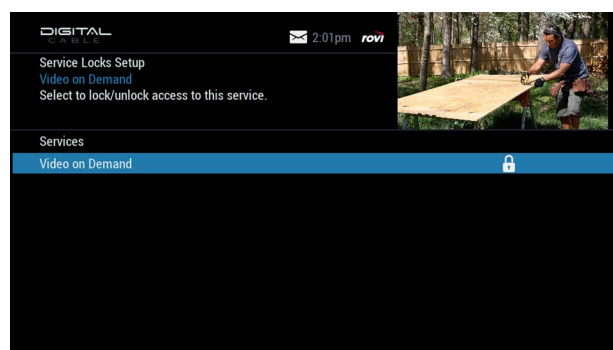 DIGITAL
CABLE
2:01pm rovi
Service Locks Setup
Video on Demand
Select to lock/unlock access to this service.
Services
Video on Demand